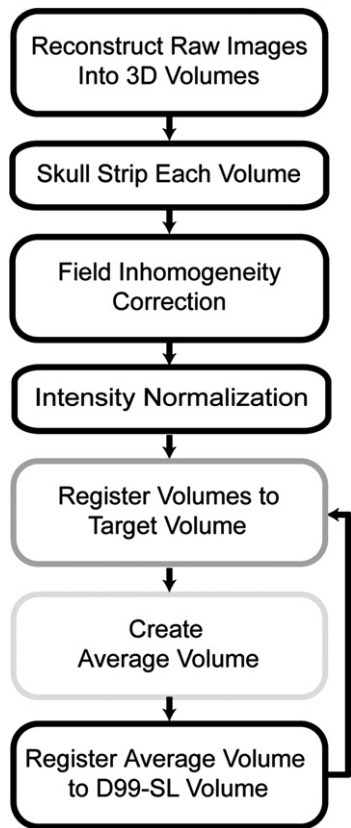 Reconstruct Raw Images
Into 3D Volumes
Skull Strip Each Volume
Field Inhomogeneity
Correction
Intensity Normalization
Register Volumes to
Target Volume
Create
Average Volume
Register Average Volume
to D99-SL Volume